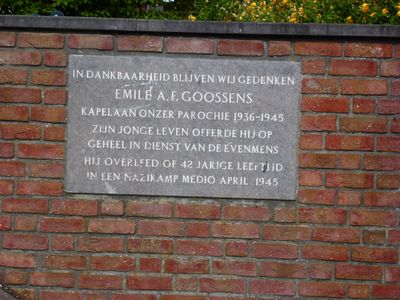 IN DANKBAARHEID BLIJVEN WIJ GEDENKEN
EMILE A.F. GOOSSENS
KAPELAAN ONZER PAROCHIE 1936-1945
ZIJN JONGE LEVEN OFFERDE HIJ OP
GEHEEL IN DIENST VAN DE EVENMENS
HIJ OVERLEED OP 42 JARIGE LEEFTIJD
IN EEN NAZIKAMP MEDIO APRIL 1945